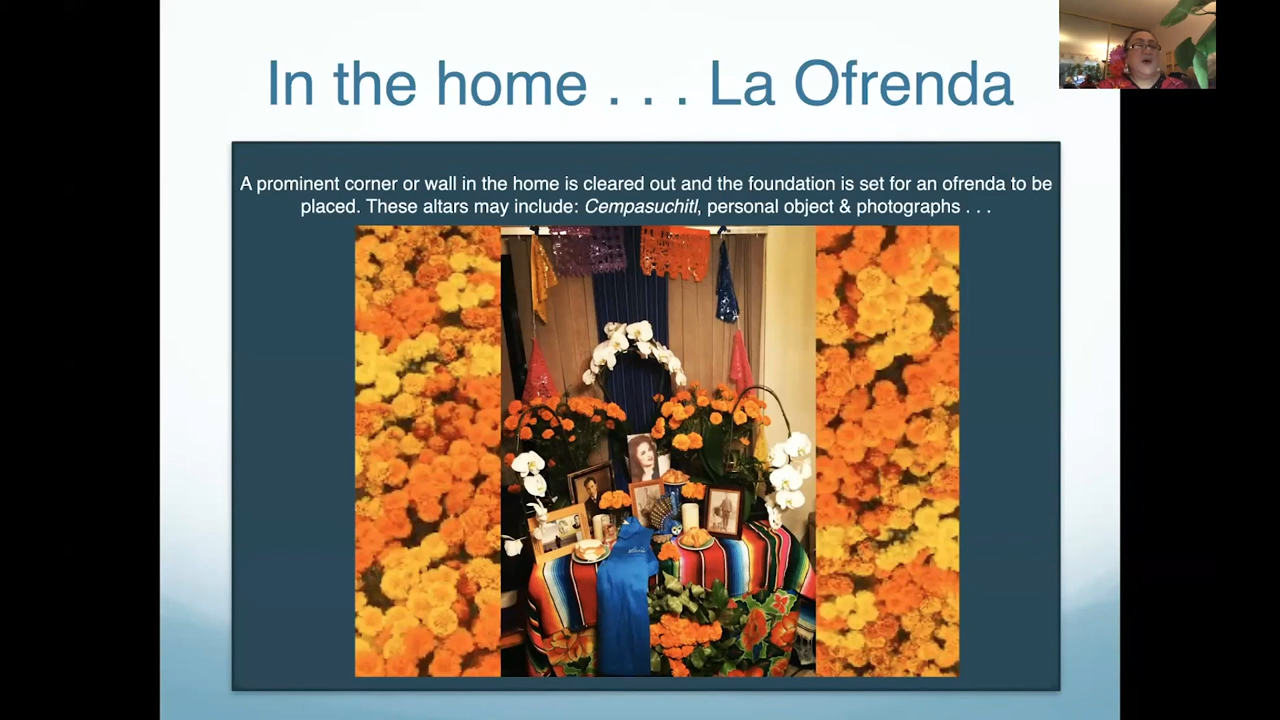 In the home . . . La Ofrenda
A prominent corner or wall in the home is cleared out and the foundation is set for an ofrenda to be
placed. These altars may include: Cempasuchitl, personal object & photographs . . .